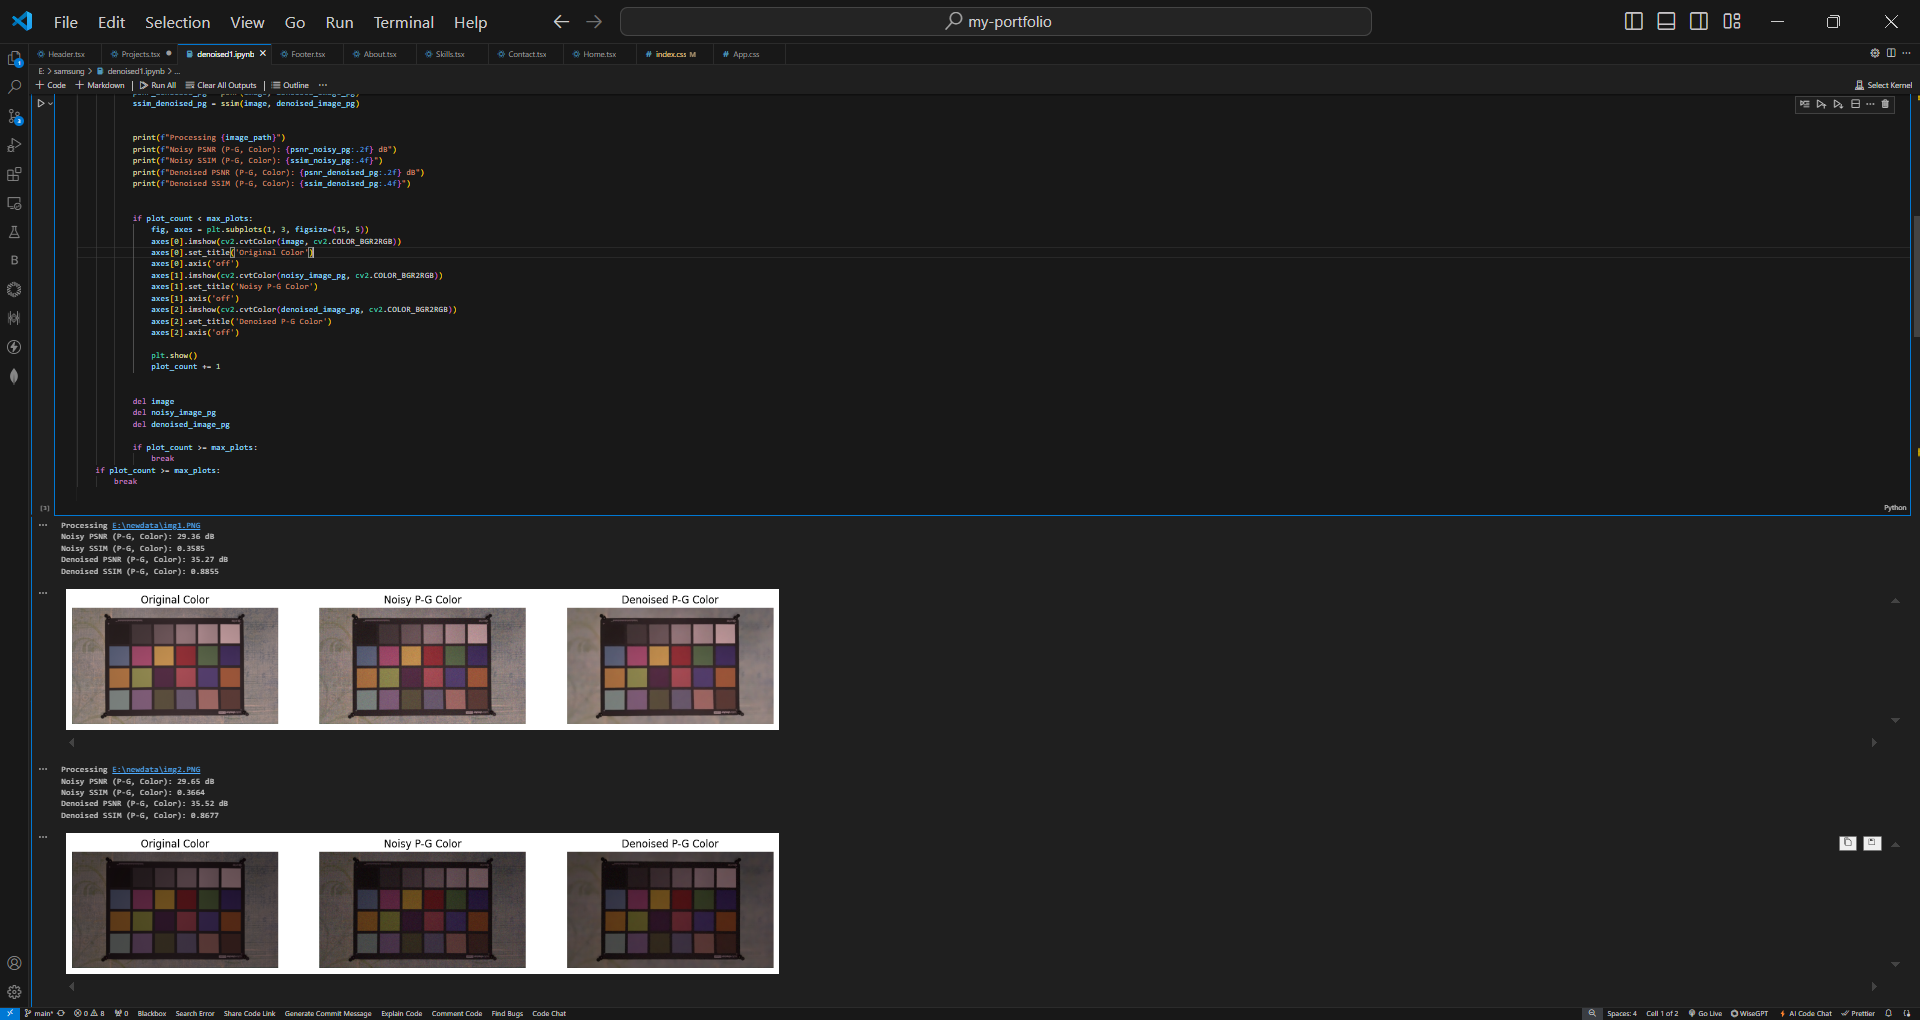 File Edit Selection View Go Run Terminal Help my-portfolio
Header.tsx Projects.tsx denoised1.ipynb Footer.tsx About.tsx Skills.tsx Contact.tsx Home.tsx index.css M App.css
E: > samsung > denoised1.ipynb > ...
+ Code + Markdown Run All Clear All Outputs Outline ... Select Kernel
ssim_denoised_pg = ssim(image, denoised_image_pg)
print(f"Processing {image_path}")
print(f"Noisy PSNR (P-G, Color): {psnr_noisy_pg:.2f} dB")
print(f"Noisy SSIM (P-G, Color): {ssim_noisy_pg:.4f}")
print(f"Denoised PSNR (P-G, Color): {psnr_denoised_pg:.2f} dB")
print(f"Denoised SSIM (P-G, Color): {ssim_denoised_pg:.4f}")
if plot_count < max_plots:
fig, axes = plt.subplots(1, 3, figsize=(15, 5))
axes[0].imshow(cv2.cvtColor(image, cv2.COLOR_BGR2RGB))
axes[0].set_title('Original Color')
axes[0].axis('off')
axes[1].imshow(cv2.cvtColor(noisy_image_pg, cv2.COLOR_BGR2RGB))
axes[1].set_title('Noisy P-G Color')
axes[1].axis('off')
axes[2].imshow(cv2.cvtColor(denoised_image_pg, cv2.COLOR_BGR2RGB))
axes[2].set_title('Denoised P-G Color')
axes[2].axis('off')
plt.show()
plot_count += 1
del image
del noisy_image_pg
del denoised_image_pg
if plot_count >= max_plots:
break
if plot_count >= max_plots:
break
[3] Python
Processing E:\newdata\img1.PNG
Noisy PSNR (P-G, Color): 29.36 dB
Noisy SSIM (P-G, Color): 0.3585
Denoised PSNR (P-G, Color): 35.27 dB
Denoised SSIM (P-G, Color): 0.8855
Original Color Noisy P-G Color Denoised P-G Color
Processing E:\newdata\img2.PNG
Noisy PSNR (P-G, Color): 29.65 dB
Noisy SSIM (P-G, Color): 0.3664
Denoised PSNR (P-G, Color): 35.52 dB
Denoised SSIM (P-G, Color): 0.8677
Original Color Noisy P-G Color Denoised P-G Color
main* 0 8 0 Blackbox Search Error Share Code Link Generate Commit Message Explain Code Comment Code Find Bugs Code Chat Spaces: 4 Cell 1 of 2 Go Live WiseGPT AI Code Chat Prettier